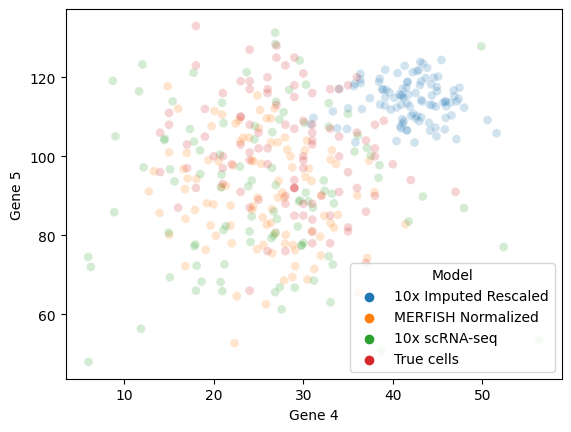 120
100
80
60
Gene 5
10
20
30
40
50
Gene 4
Model
10x Imputed Rescaled
MERFISH Normalized
10x scRNA-seq
True cells